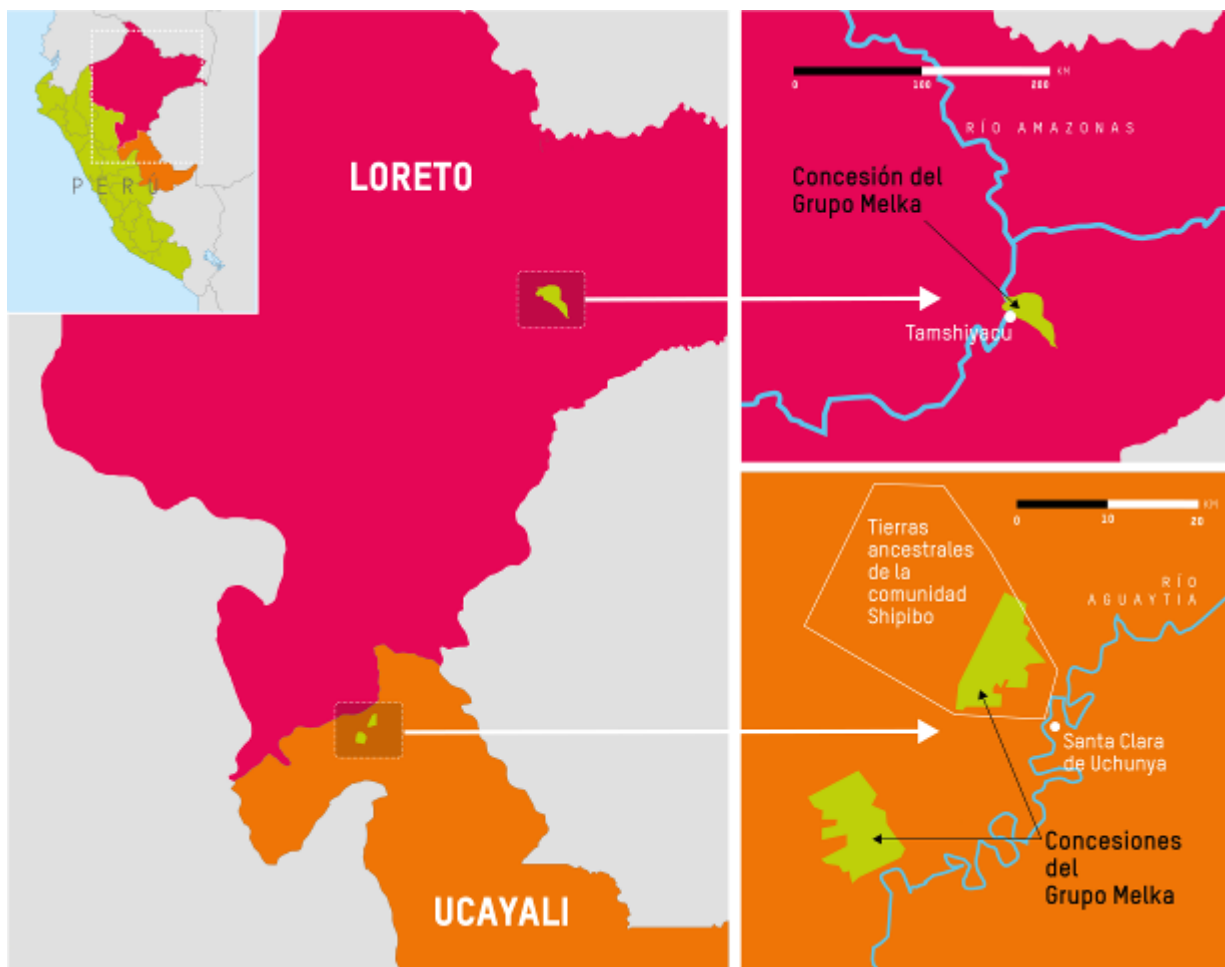 PERÚ
LORETO
UCAYALI
0 100 200 KM
RÍO AMAZONAS
Concesión del
Grupo Melka
Tamshiyacu
0 10 20 KM
Tierras
ancestrales
de la
comunidad
Shipibo
RÍO
AGUAYTIA
Santa Clara
de Uchunya
Concesiones
del
Grupo Melka